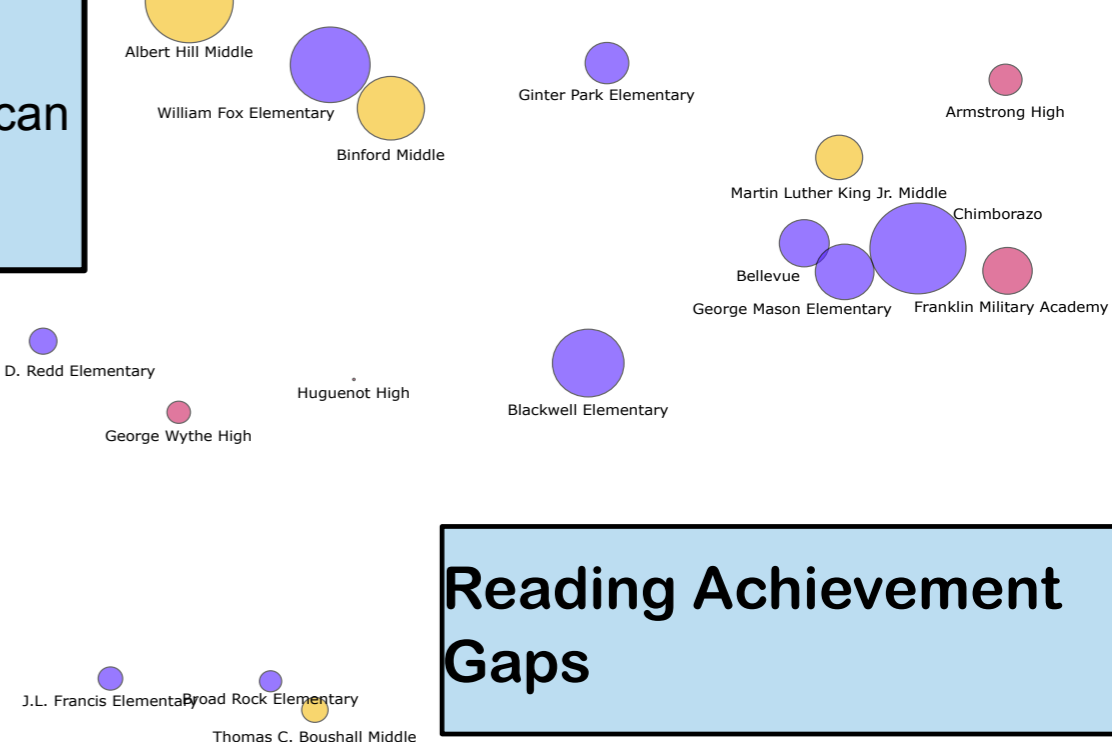 can
Albert Hill Middle
William Fox Elementary
Binford Middle
Ginter Park Elementary
Armstrong High
Martin Luther King Jr. Middle
Chimborazo
Bellevue
George Mason Elementary
Franklin Military Academy
D. Redd Elementary
Huguenot High
Blackwell Elementary
George Wythe High
Reading Achievement
Gaps
J.L. Francis Elementary
Broad Rock Elementary
Thomas C. Boushall Middle